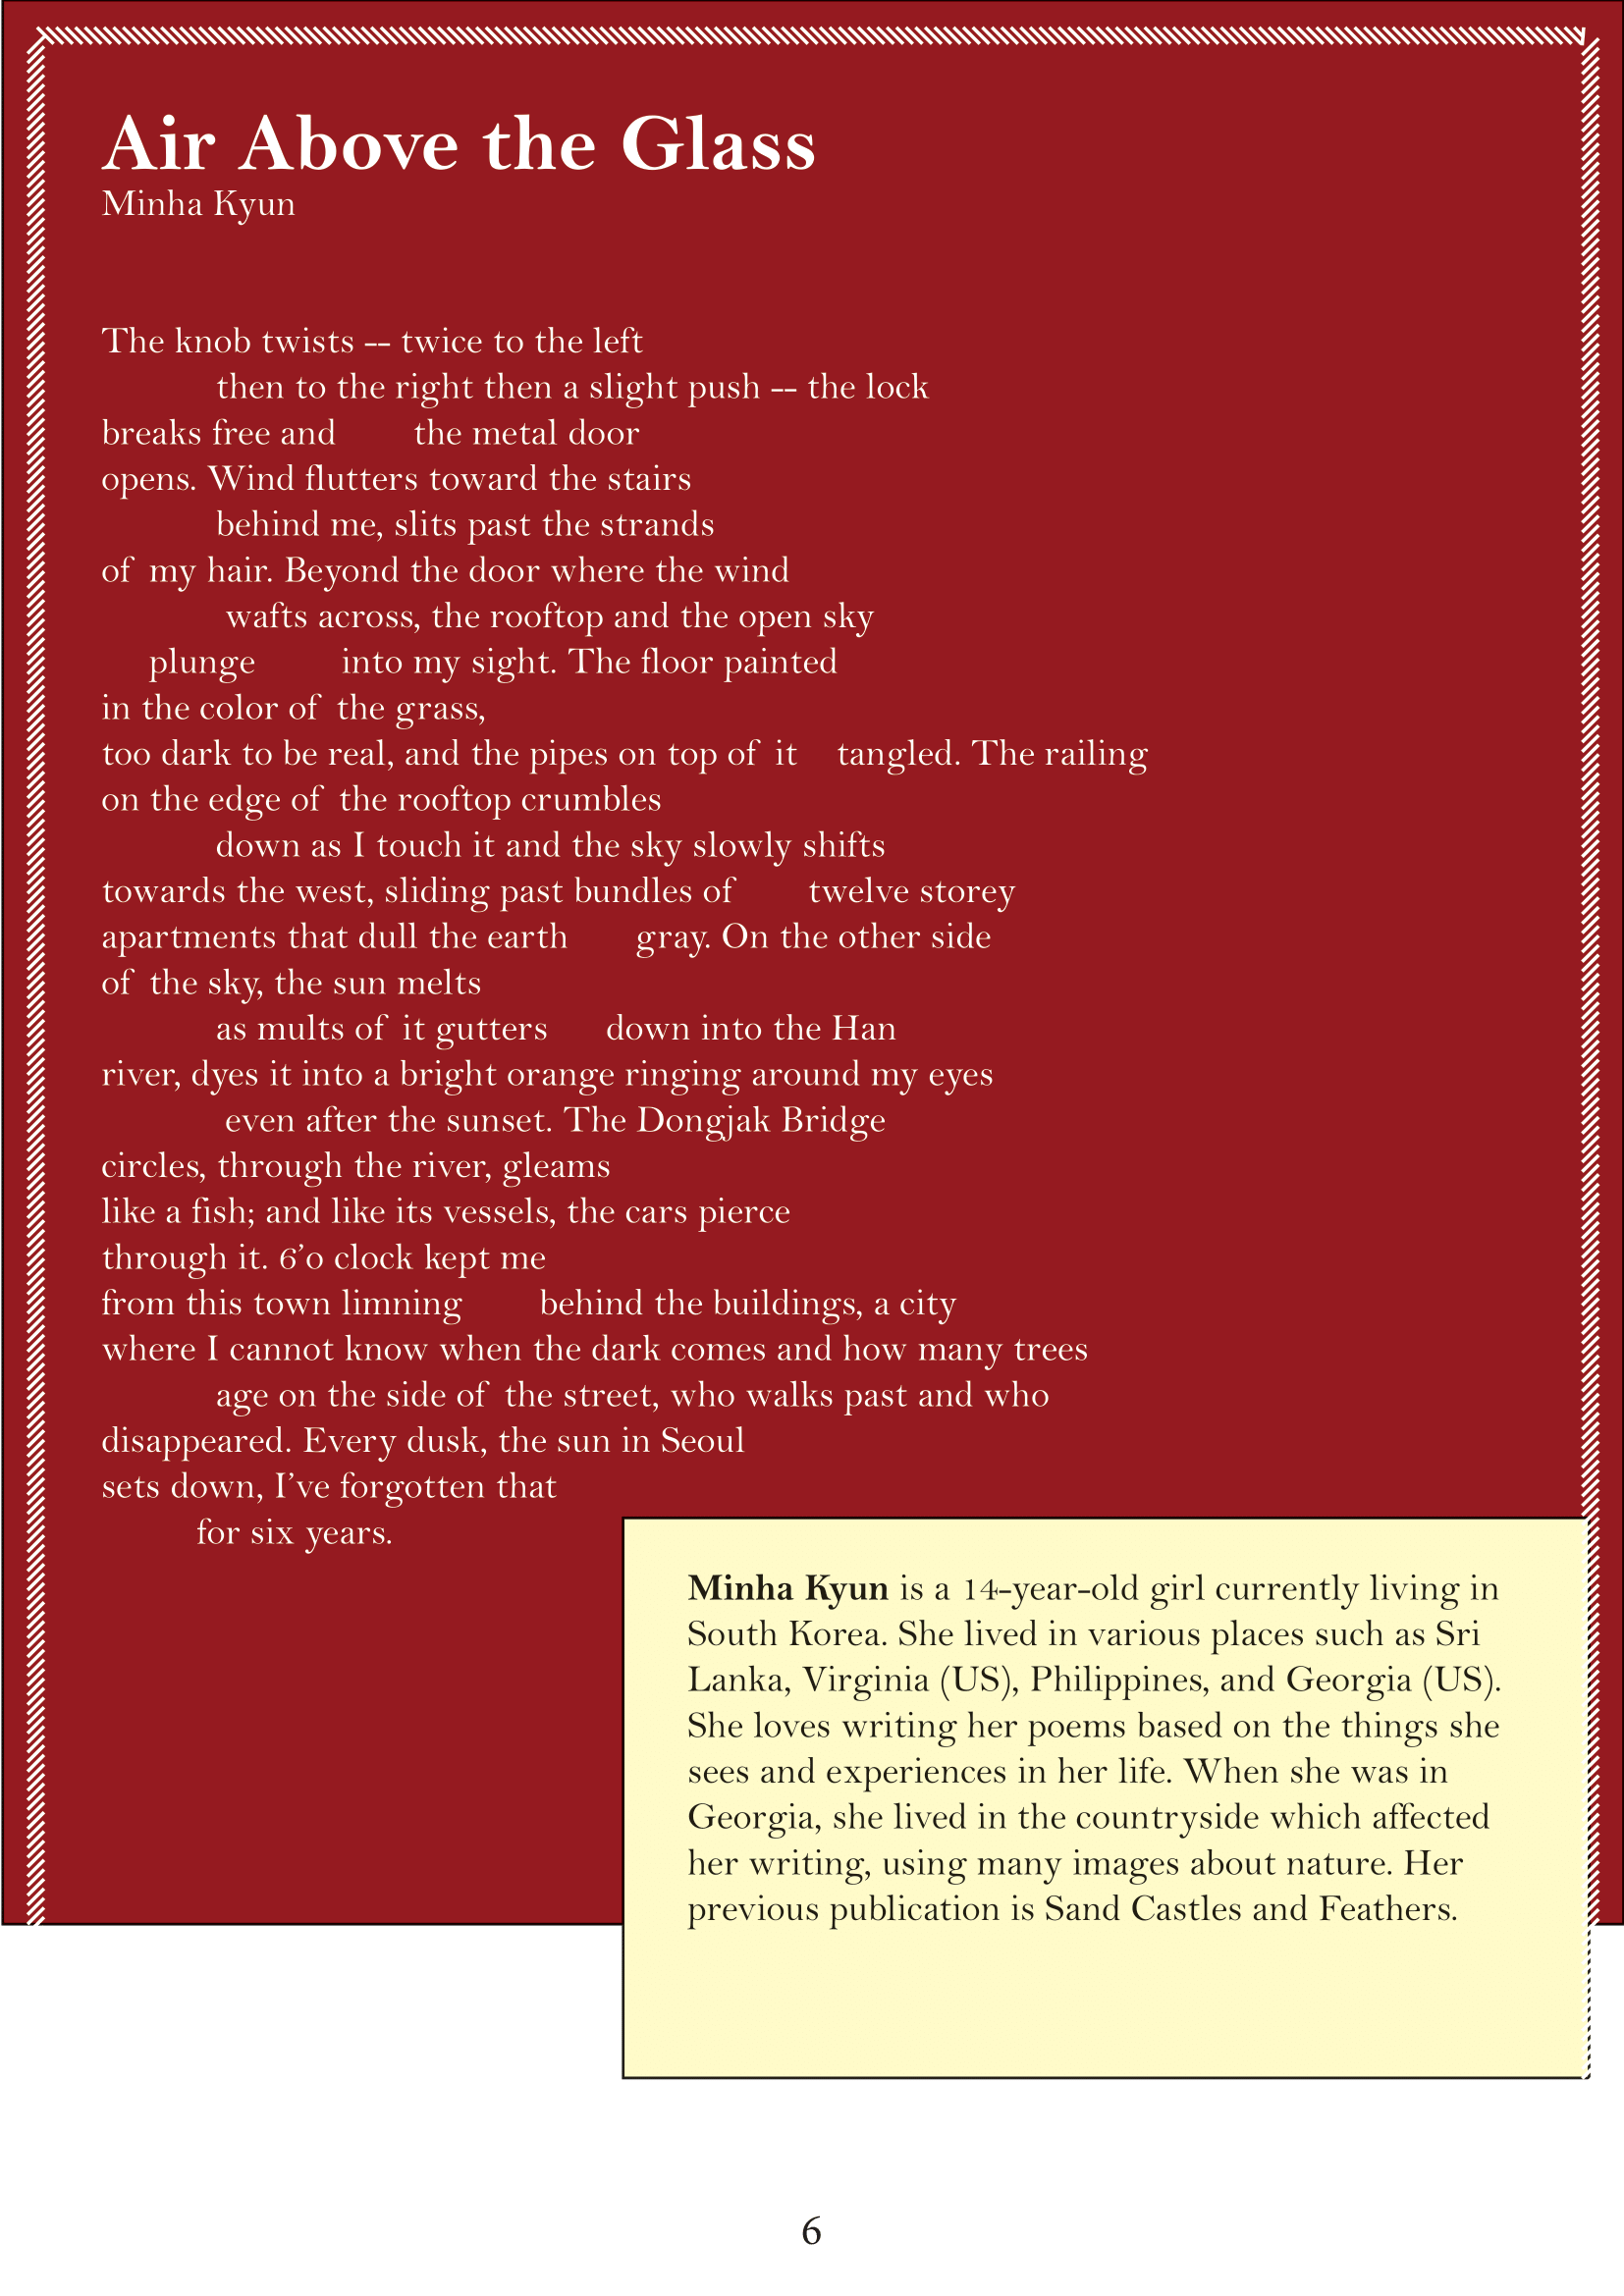 Air Above the Glass
Minha Kyun
The knob twists -- twice to the left
then to the right then a slight push -- the lock
breaks free and the metal door
opens. Wind flutters toward the stairs
behind me, slits past the strands
of my hair. Beyond the door where the wind
wafts across, the rooftop and the open sky
plunge into my sight. The floor painted
in the color of the grass,
too dark to be real, and the pipes on top of it tangled. The railing
on the edge of the rooftop crumbles
down as I touch it and the sky slowly shifts
towards the west, sliding past bundles of twelve storey
apartments that dull the earth gray. On the other side
of the sky, the sun melts
as mults of it gutters down into the Han
river, dyes it into a bright orange ringing around my eyes
even after the sunset. The Dongjak Bridge
circles, through the river, gleams
like a fish; and like its vessels, the cars pierce
through it. 6’o clock kept me
from this town limning behind the buildings, a city
where I cannot know when the dark comes and how many trees
age on the side of the street, who walks past and who
disappeared. Every dusk, the sun in Seoul
sets down, I’ve forgotten that
for six years.
Minha Kyun is a 14-year-old girl currently living in
South Korea. She lived in various places such as Sri
Lanka, Virginia (US), Philippines, and Georgia (US).
She loves writing her poems based on the things she
sees and experiences in her life. When she was in
Georgia, she lived in the countryside which affected
her writing, using many images about nature. Her
previous publication is Sand Castles and Feathers.
6